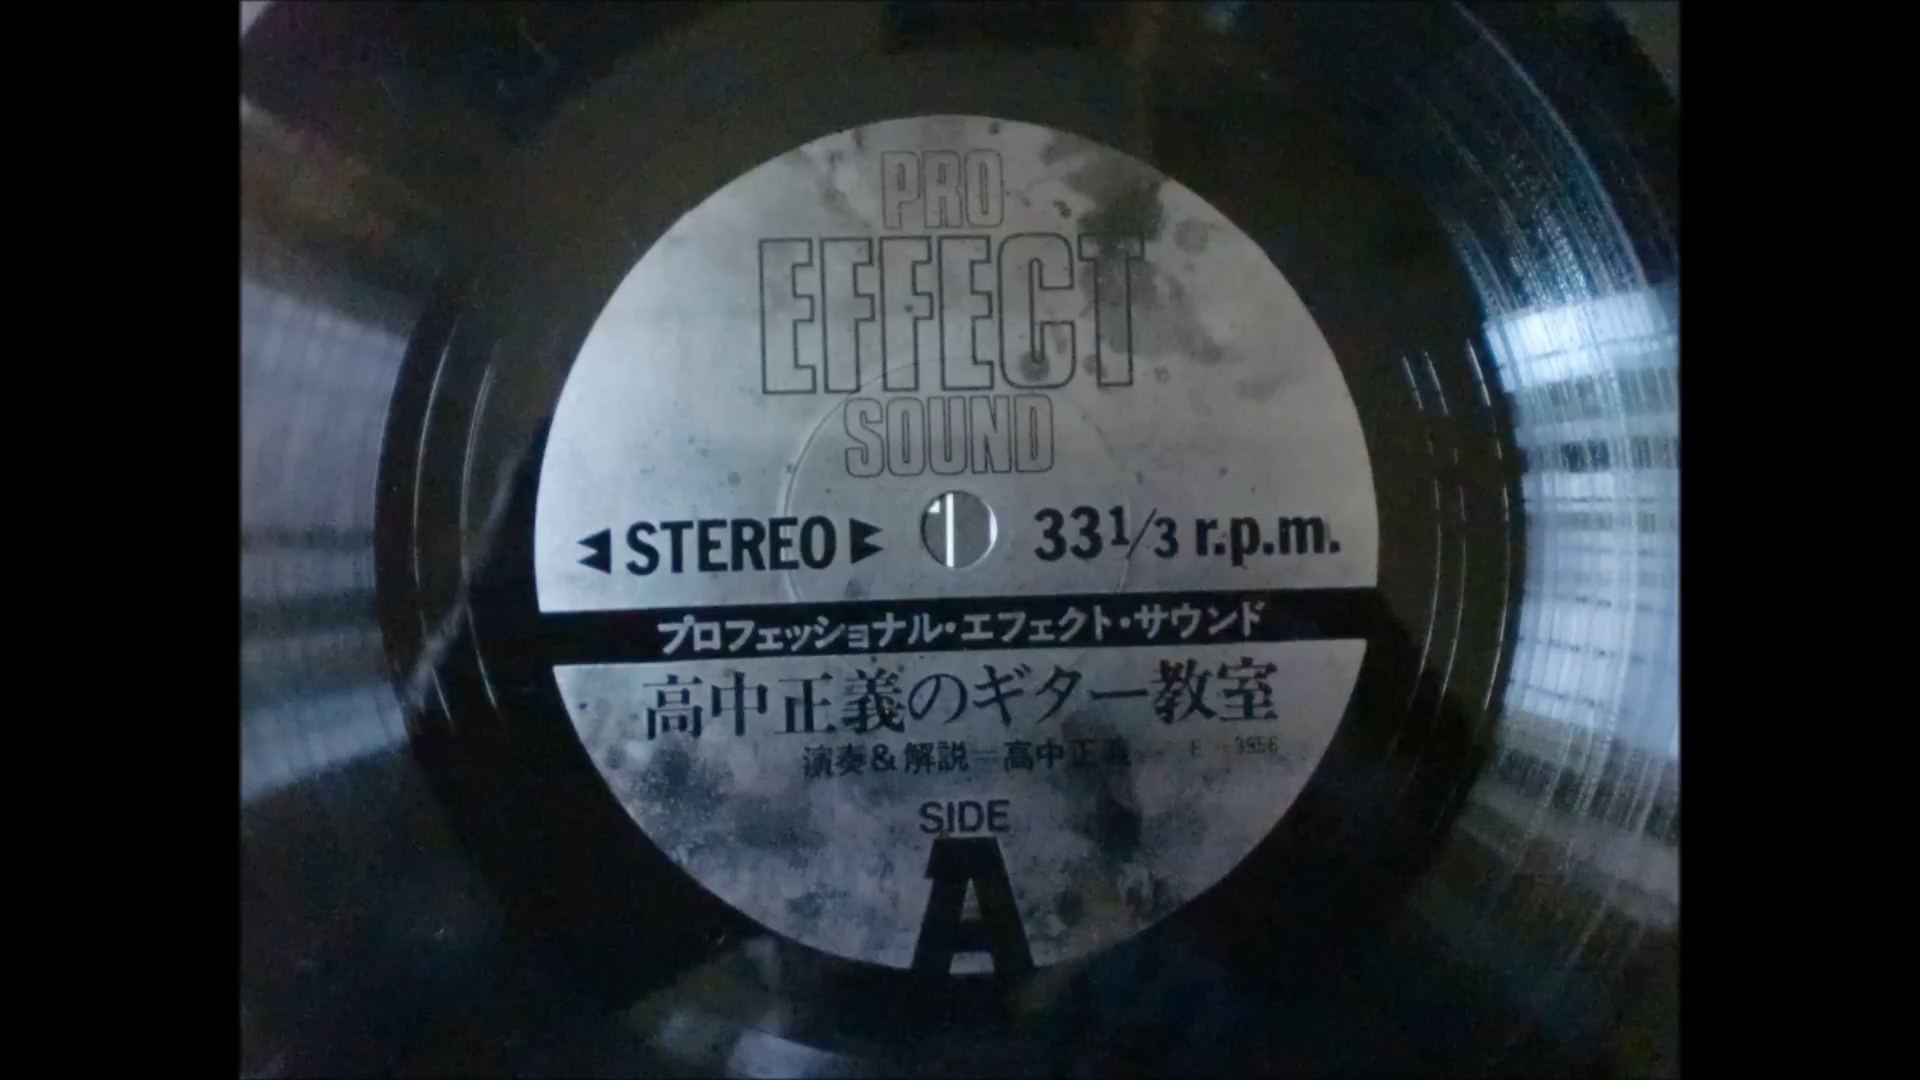 PRO
EFFECT
SOUND
STEREO 33 1/3 r.p.m.
プロフェッショナル・エフェクト・サウンド
高中正義のギター教室
演奏&解説=高中正義
SIDE
A